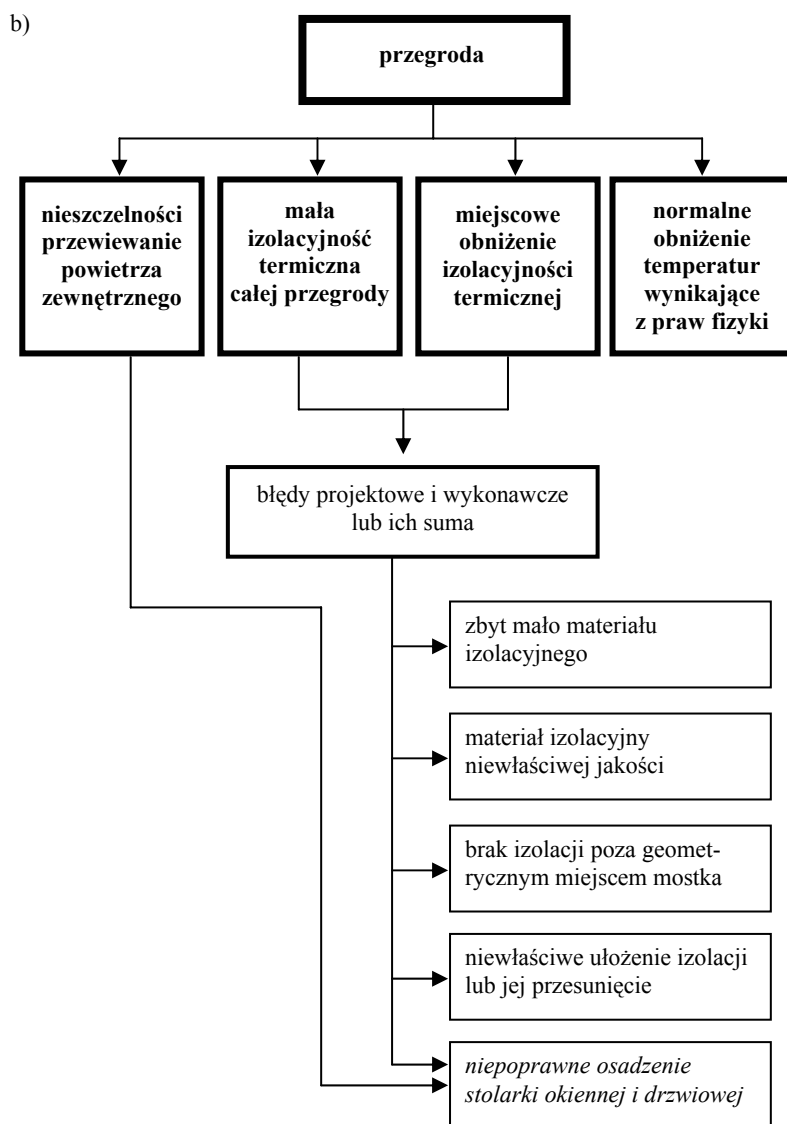 b)
przegroda
nieszczelności
przewiewanie
powietrza
zewnętrznego
mała
izolacyjność
termiczna
całej przegrody
miejscowe
obniżenie
izolacyjności
termicznej
normalne
obniżenie
temperatur
wynikające
z praw fizyki
błędy projektowe i wykonawcze
lub ich suma
zbyt mało materiału
izolacyjnego
materiał izolacyjny
niewłaściwej jakości
brak izolacji poza geomet-
rycznym miejscem mostka
niewłaściwe ułożenie izolacji
lub jej przesunięcie
niepoprawne osadzenie
stolarki okiennej i drzwiowej